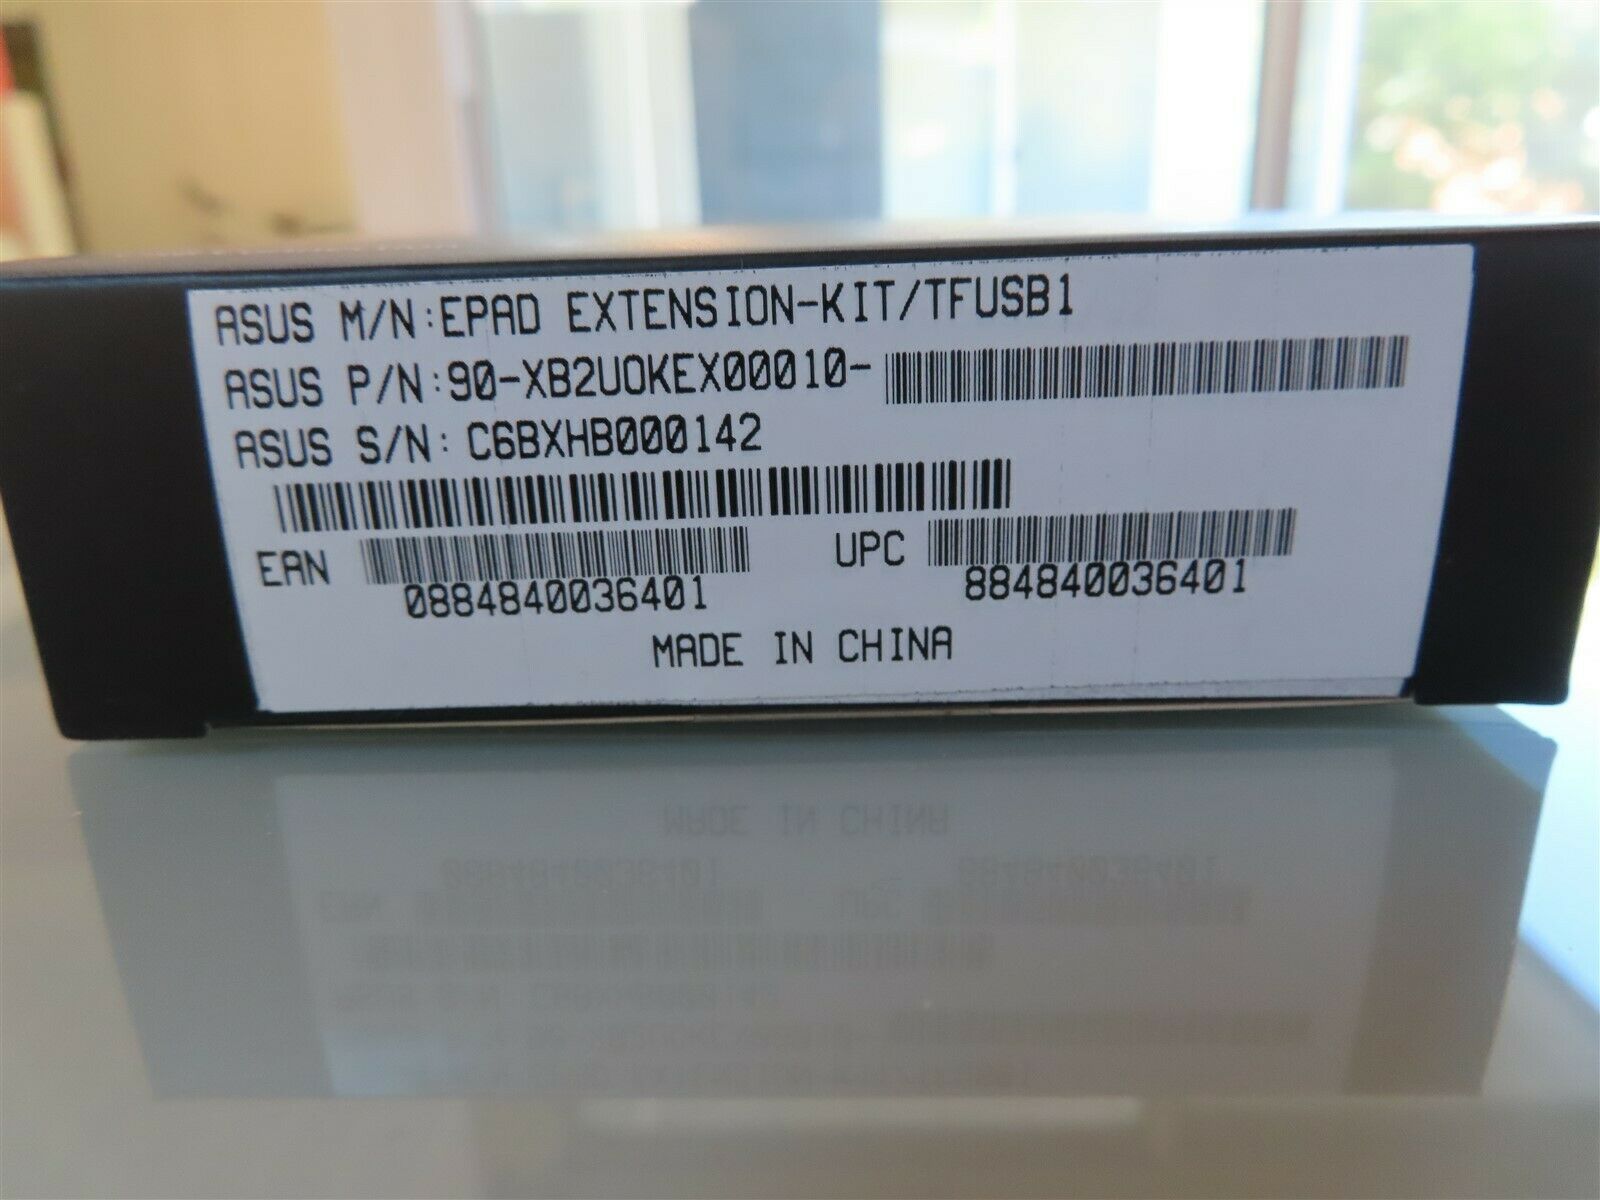 ASUS M/N:EPAD EXTENSION-KIT/TFUSB1
ASUS P/N:90-XB2UOKEX00010-
ASUS S/N: C6BXHB000142
EAN
0884840036401
UPC
884840036401
MADE IN CHINA